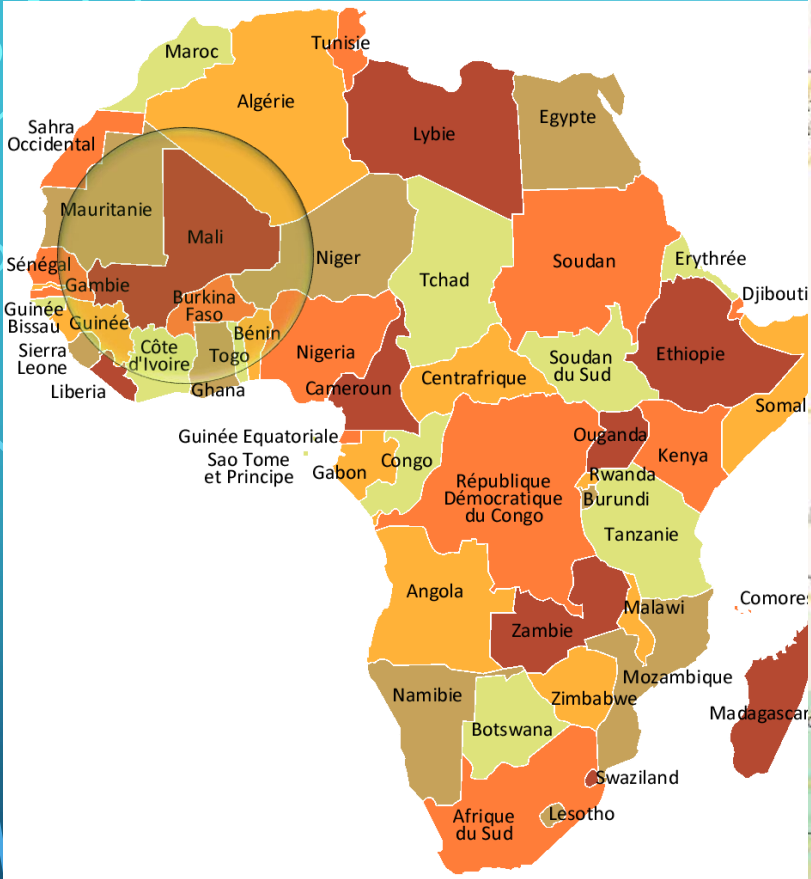 Tunisie
Maroc
Algérie
Egypte
Lybie
Sahra
Occidental
Mauritanie
Mali
Niger
Tchad
Soudan
Erythrée
Sénégal
Gambie
Djibouti
Burkina
Faso
Guinée
Bissau
Guinée
Bénin
Côte
d'Ivoire
Togo
Sierra
Leone
Nigeria
Soudan
du Sud
Ethiopie
Liberia
Ghana
Cameroun
Centrafrique
Somal
Guinée Equatoriale
Ouganda
Kenya
Sao Tome
et Principe
Gabon
Congo
Rwanda
République
Démocratique
du Congo
Burundi
Tanzanie
Angola
Malawi
Comores
Zambie
Mozambique
Namibie
Zimbabwe
Madagascar
Botswana
Swaziland
Afrique
du Sud
Lesotho